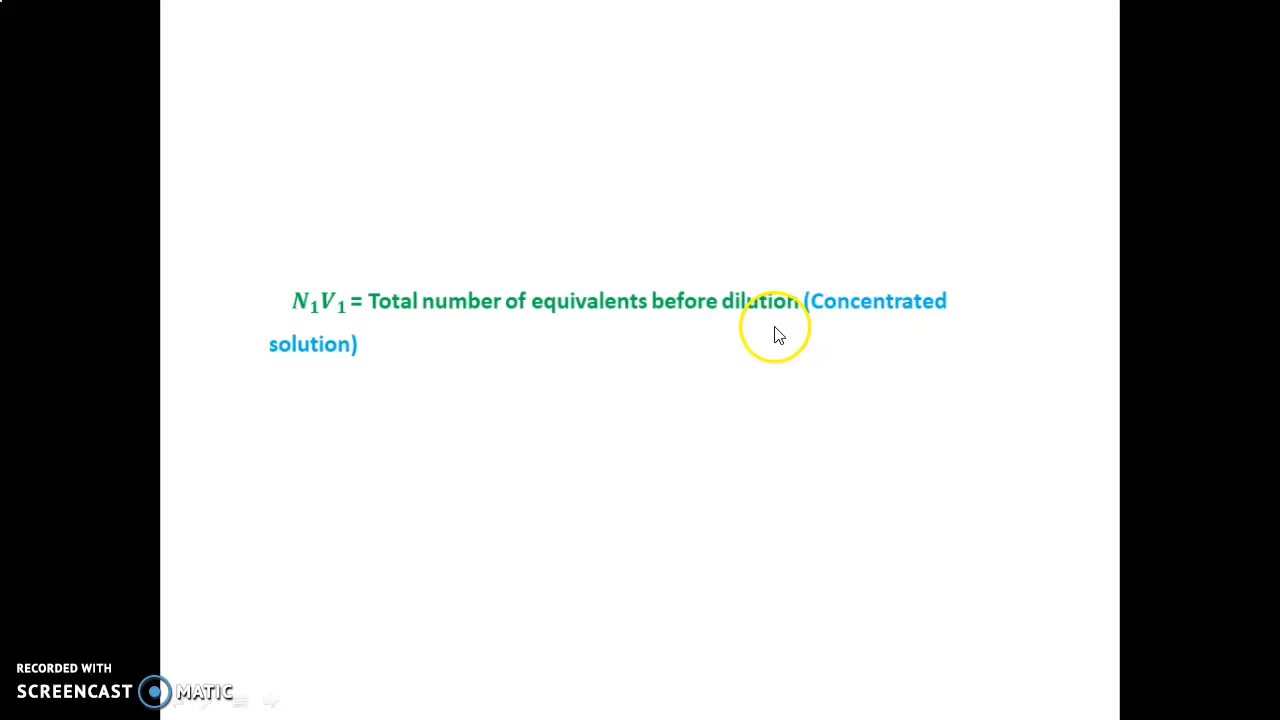 N₁V₁ = Total number of equivalents before dilution (Concentrated
solution)
RECORDED WITH
SCREENCAST MATIC